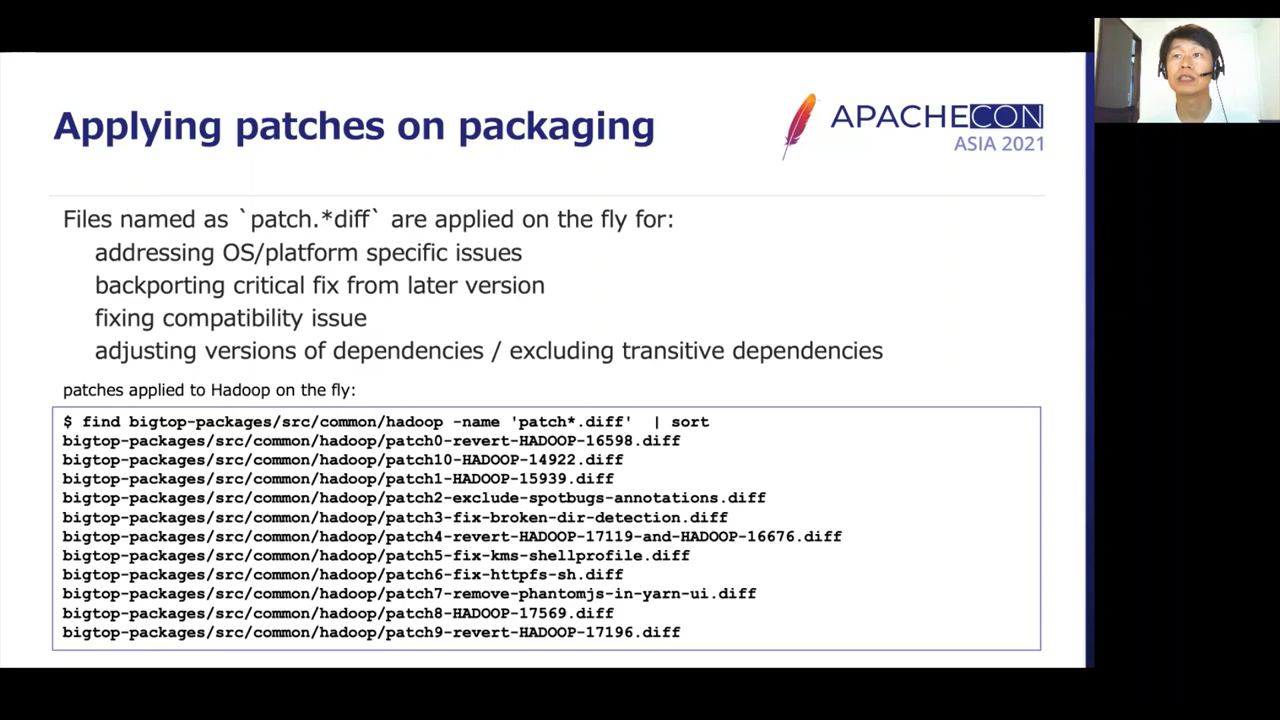 Applying patches on packaging
APACHECON
ASIA 2021
Files named as `patch.*diff` are applied on the fly for:
addressing OS/platform specific issues
backporting critical fix from later version
fixing compatibility issue
adjusting versions of dependencies / excluding transitive dependencies
patches applied to Hadoop on the fly:
$ find bigtop-packages/src/common/hadoop -name 'patch*.diff'  | sort
bigtop-packages/src/common/hadoop/patch0-revert-HADOOP-16598.diff
bigtop-packages/src/common/hadoop/patch10-HADOOP-14922.diff
bigtop-packages/src/common/hadoop/patch1-HADOOP-15939.diff
bigtop-packages/src/common/hadoop/patch2-exclude-spotbugs-annotations.diff
bigtop-packages/src/common/hadoop/patch3-fix-broken-dir-detection.diff
bigtop-packages/src/common/hadoop/patch4-revert-HADOOP-17119-and-HADOOP-16676.diff
bigtop-packages/src/common/hadoop/patch5-fix-kms-shellprofile.diff
bigtop-packages/src/common/hadoop/patch6-fix-httpfs-sh.diff
bigtop-packages/src/common/hadoop/patch7-remove-phantomjs-in-yarn-ui.diff
bigtop-packages/src/common/hadoop/patch8-HADOOP-17569.diff
bigtop-packages/src/common/hadoop/patch9-revert-HADOOP-17196.diff